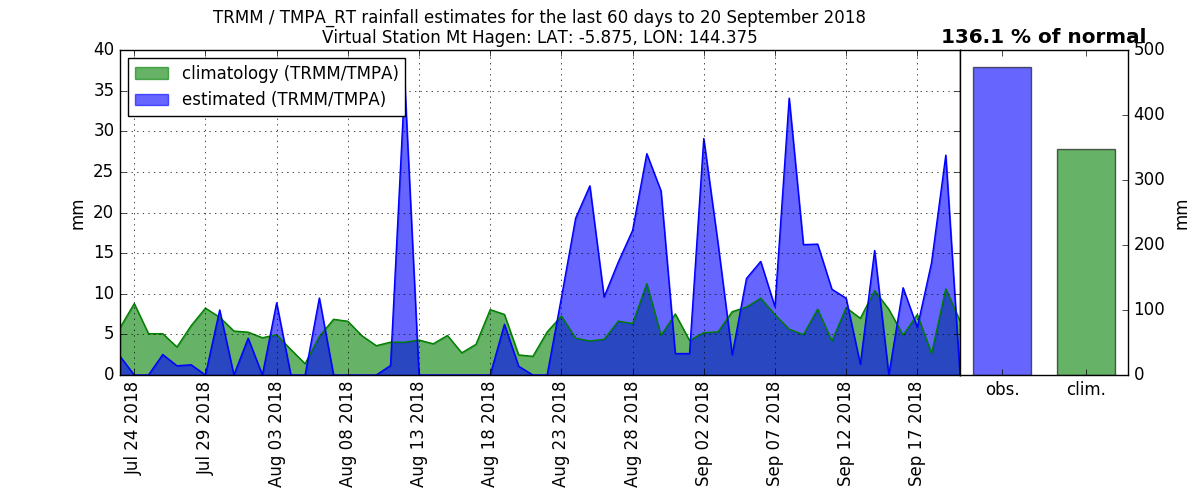 TRMM / TMPA_RT rainfall estimates for the last 60 days to 20 September 2018
Virtual Station Mt Hagen: LAT: -5.875, LON: 144.375
136.1 % of normal
climatology (TRMM/TMPA)
estimated (TRMM/TMPA)
40
35
30
25
20
15
10
5
0
mm
Jul 24 2018
Jul 29 2018
Aug 03 2018
Aug 08 2018
Aug 13 2018
Aug 18 2018
Aug 23 2018
Aug 28 2018
Sep 02 2018
Sep 07 2018
Sep 12 2018
Sep 17 2018
obs.
clim.
500
400
300
200
100
0
mm